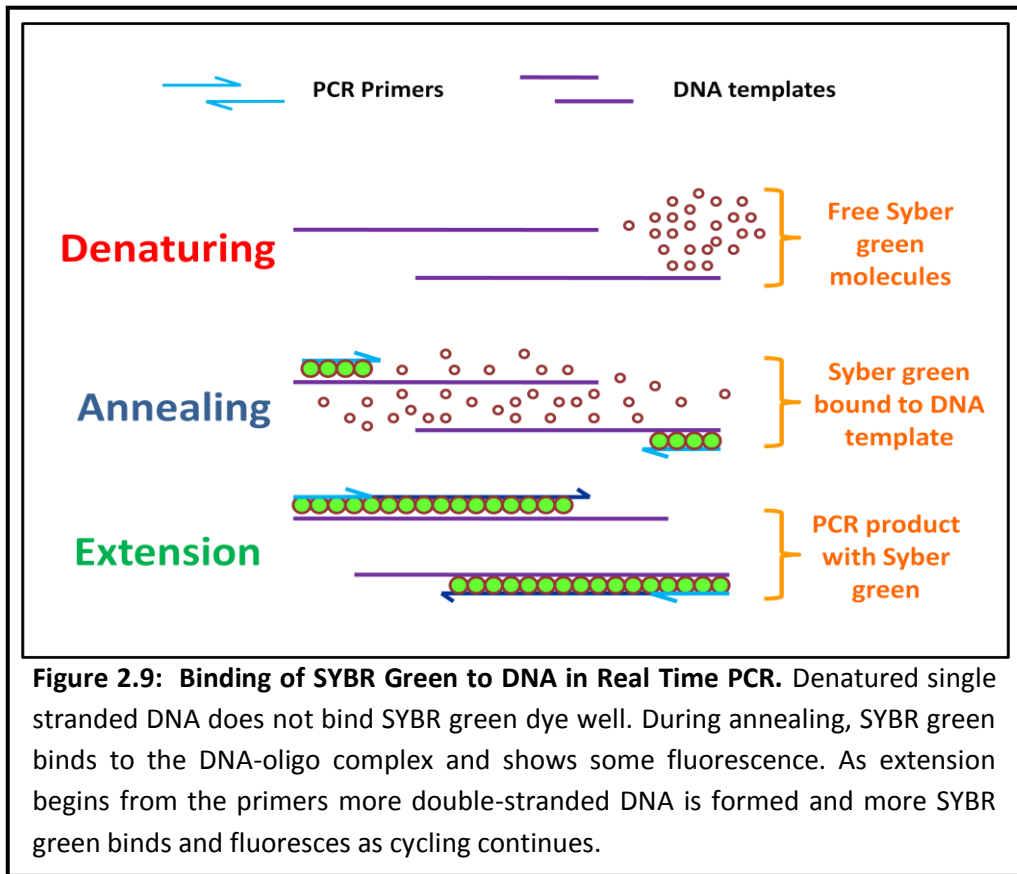 PCR Primers
DNA templates
Denaturing
Free Syber
green
molecules
Annealing
Syber green
bound to DNA
template
Extension
PCR product
with Syber
green
Figure 2.9: Binding of SYBR Green to DNA in Real Time PCR. Denatured single
stranded DNA does not bind SYBR green dye well. During annealing, SYBR green
binds to the DNA-oligo complex and shows some fluorescence. As extension
begins from the primers more double-stranded DNA is formed and more SYBR
green binds and fluoresces as cycling continues.